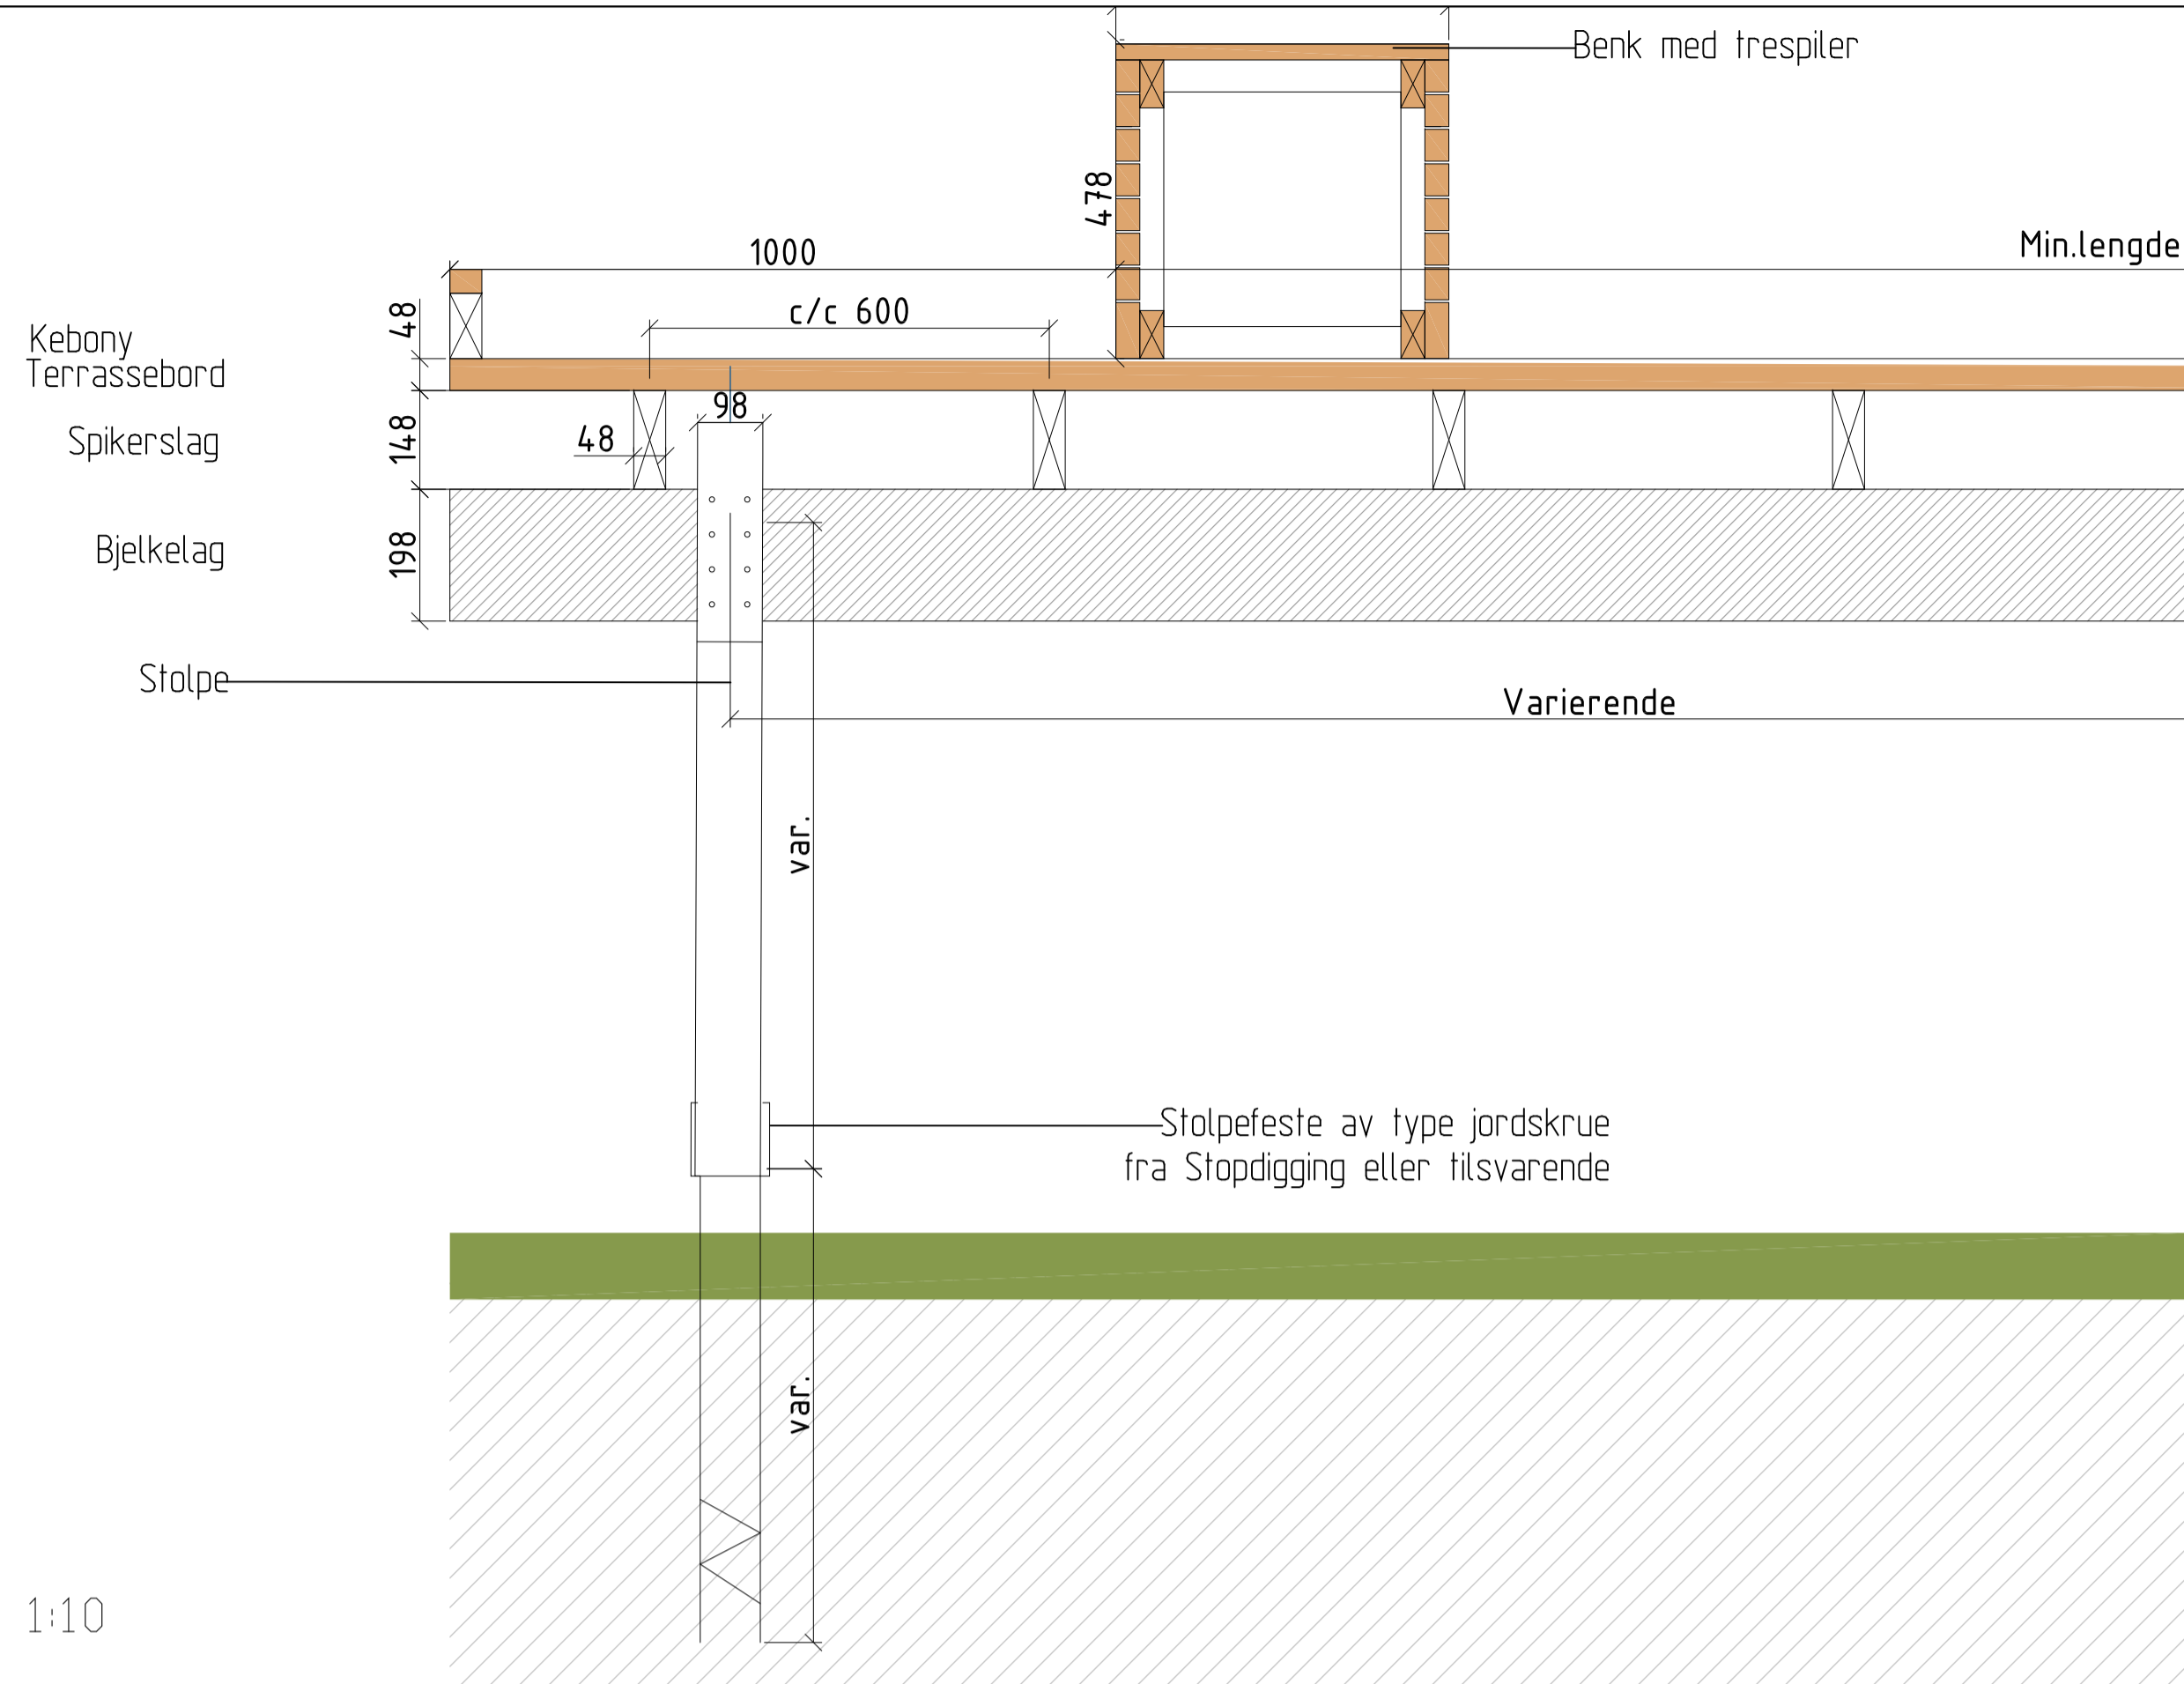 Benk med trespiler
478
Min.lengde
1000
c/c 600
48
Kebony
Terrassebord
98
48
148
Spikerslag
198
Bjelkelag
Stolpe
Varierende
var.
Stolpefeste av type jordskrue
fra Stopdigging eller tilsvarende
var.
1:10